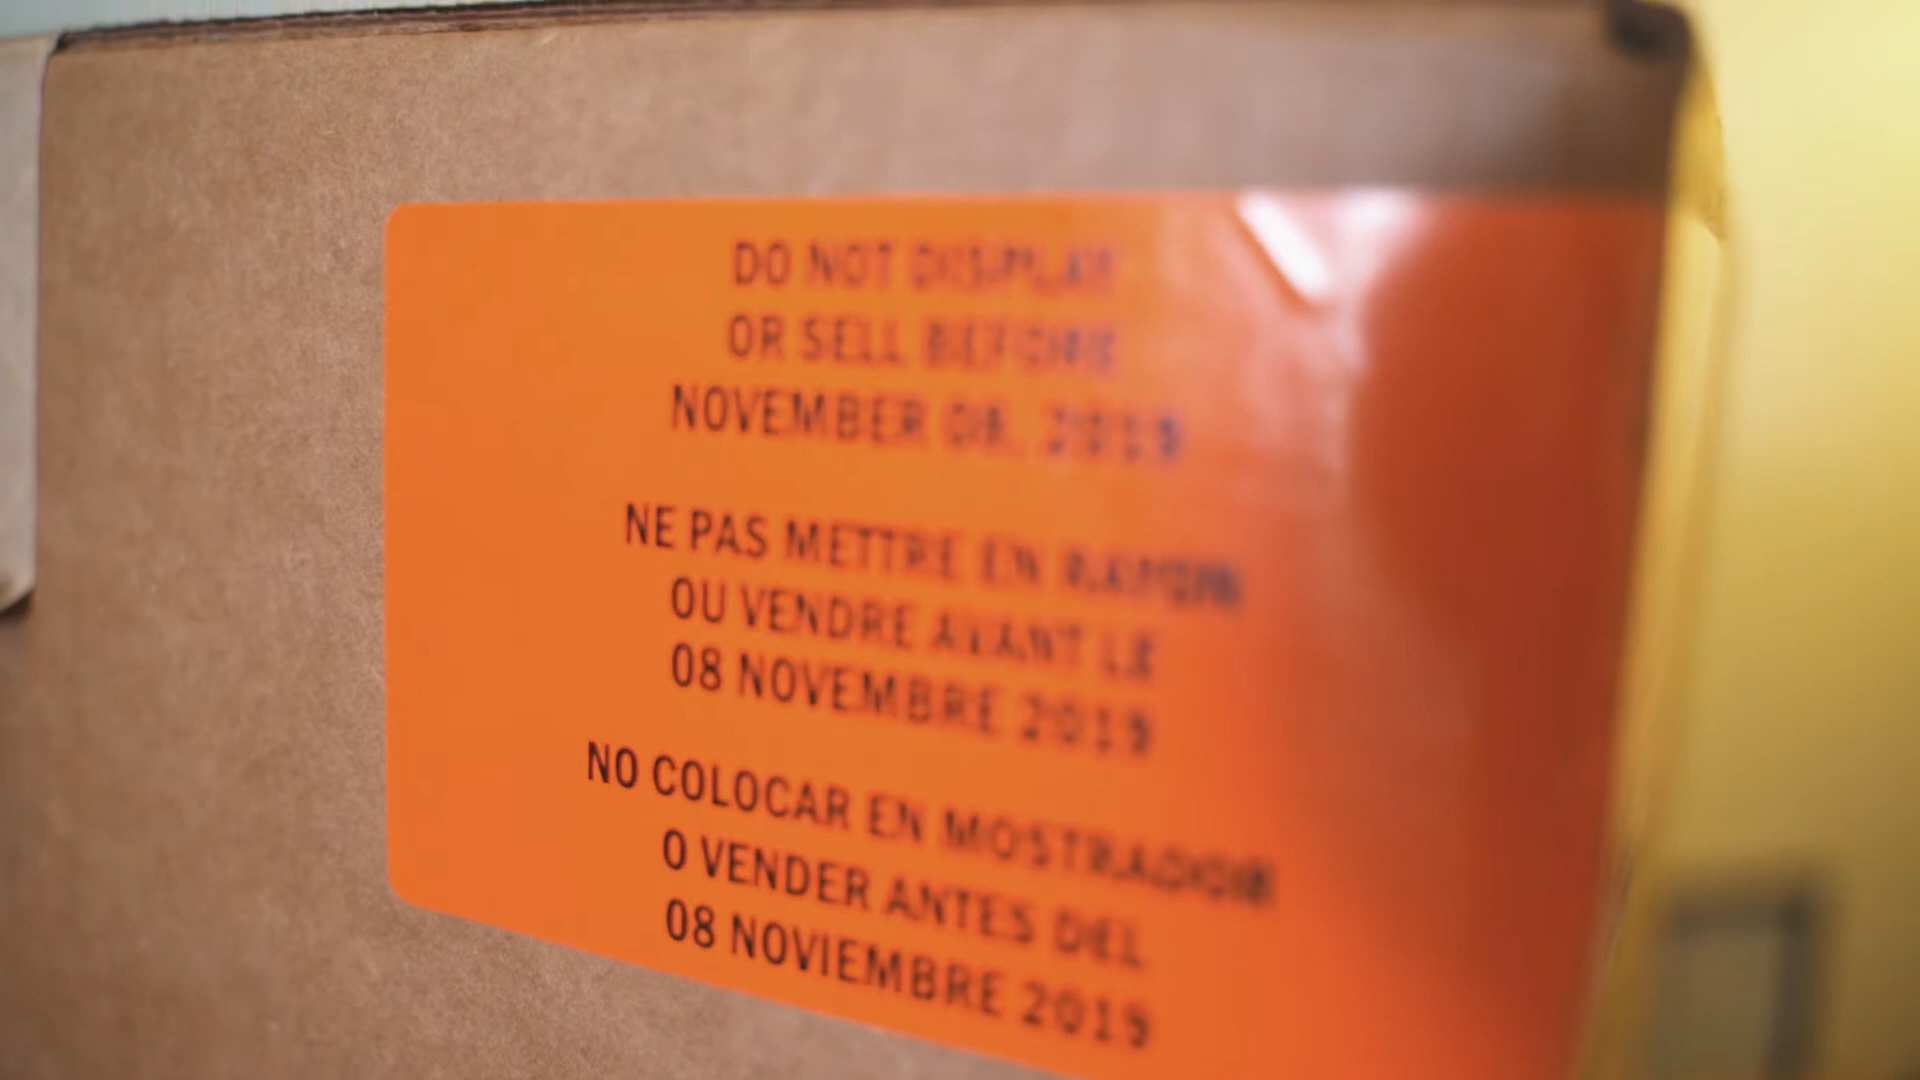 DO NOT DISPLAY
OR SELL BEFORE
NOVEMBER 08, 2019
NE PAS METTRE EN RAYON
OU VENDRE AVANT LE
08 NOVEMBRE 2019
NO COLOCAR EN MOSTRADOR
O VENDER ANTES DEL
08 NOVIEMBRE 2019